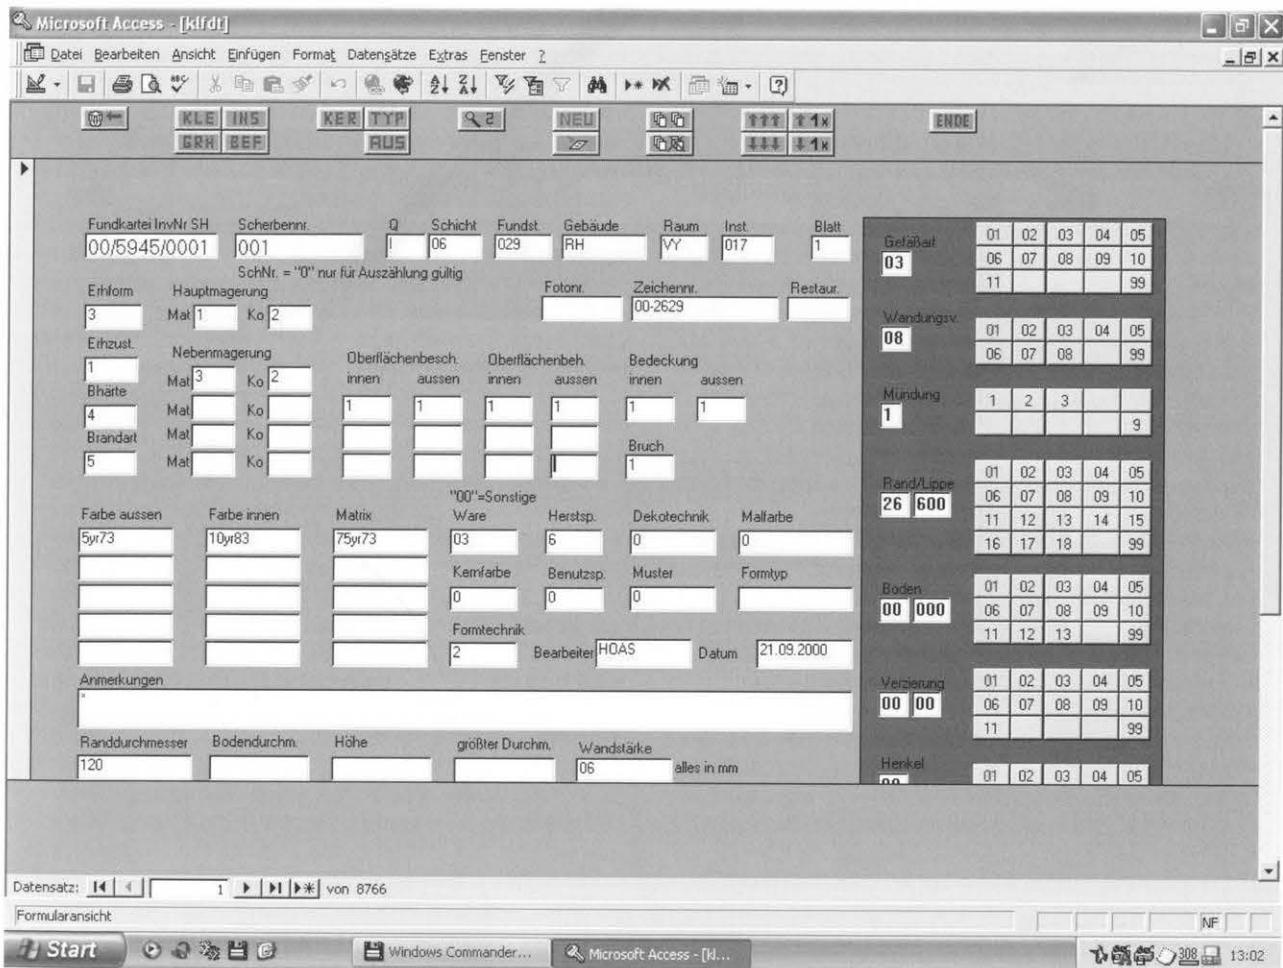 Microsoft Access - [klfdt]
Datei Bearbeiten Ansicht Einfügen Format Datensätze Extras Fenster ?
KLE INS KER TYP 2 NEU ↑↑↑ ↑1x ENDE
GRH BEF AUS ↓↓↓ ↓1x
Fundkartei InvNr SH Scherbennr. Q Schicht Fundst. Gebäude Raum Inst. Blatt
00/5945/0001 001 I 06 029 RH VY 017 1
SchNr. = "0" nur für Auszählung gültig
Erhform Hauptmagerung Fotonr. Zeichennr. Restaur.
3 Mat 1 Ko 2 00-2629
Erhzust. Nebenmagerung Oberflächenbesch. Oberflächenbeh. Bedeckung
1 Mat 3 Ko 2 innen aussen innen aussen innen aussen
Bhärte Mat Ko 1 1 1 1 1 1
4
Brandart Mat Ko Bruch
5 Mat Ko 1
"00"=Sonstige
Farbe aussen Farbe innen Matrix Ware Herstsp. Dekotechnik Malfarbe
5yr73 10yr83 75yr73 03 6 0 0
Kernfarbe Benutzsp. Muster Formtyp
0 0 0
Formtechnik
2 Bearbeiter HOAS Datum 21.09.2000
Anmerkungen
*
Randdurchmesser Bodendurchm. Höhe größter Durchm. Wandstärke
120 06 alles in mm
Gefäßart 01 02 03 04 05
03 06 07 08 09 10
11 99
Wandungsv. 01 02 03 04 05
08 06 07 08 99
Mündung 1 2 3
1 9
Rand/Lippe 01 02 03 04 05
26 600 06 07 08 09 10
11 12 13 14 15
16 17 18 99
Boden 01 02 03 04 05
00 000 06 07 08 09 10
11 12 13 99
Verzierung 01 02 03 04 05
00 00 06 07 08 09 10
11 99
Henkel 01 02 03 04 05
Datensatz: 1 von 8766
Formularansicht NF
Start Windows Commander... Microsoft Access - [kl... 308 13:02